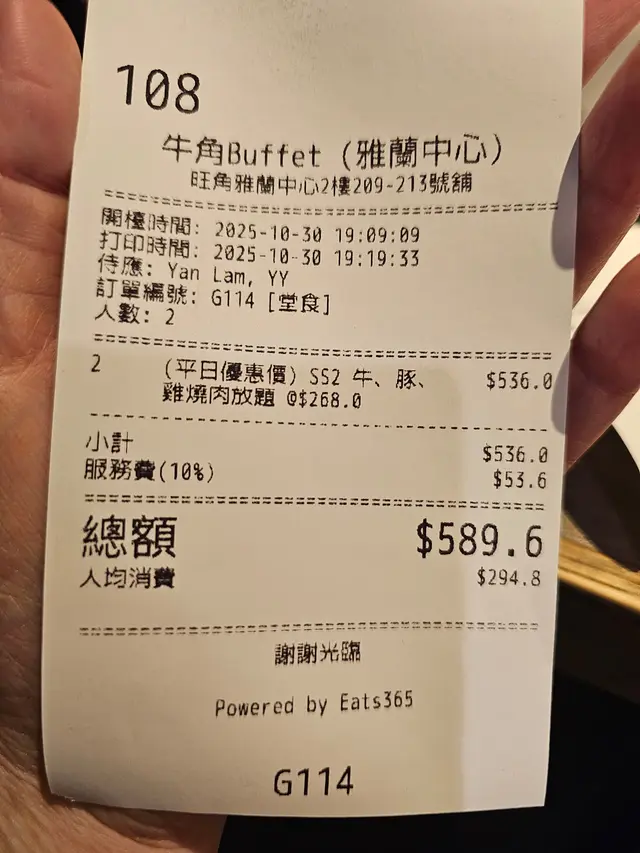 108
牛角Buffet (雅蘭中心)
旺角雅蘭中心2樓209-213號舖
開檯時間: 2025-10-30 19:09:09
打印時間: 2025-10-30 19:19:33
侍應: Yan Lam, YY
訂單編號: G114 [堂食]
人數: 2
2 (平日優惠價) SS2 牛、豚、 $536.0
雞燒肉放題 @$268.0
小計 $536.0
服務費(10%) $53.6
總額 $589.6
人均消費 $294.8
謝謝光臨
Powered by Eats365
G114